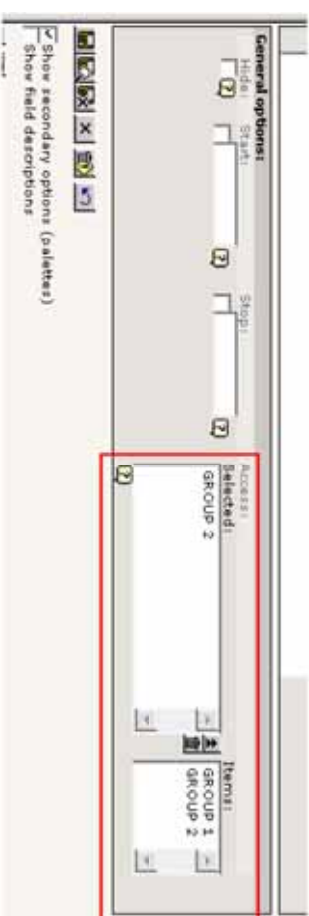 General options:
Hide:
Start:
Stop:
Access:
Selected:
GROUP 2
Items:
GROUP 1
GROUP 2
Show secondary options (palettes)
Show field descriptions